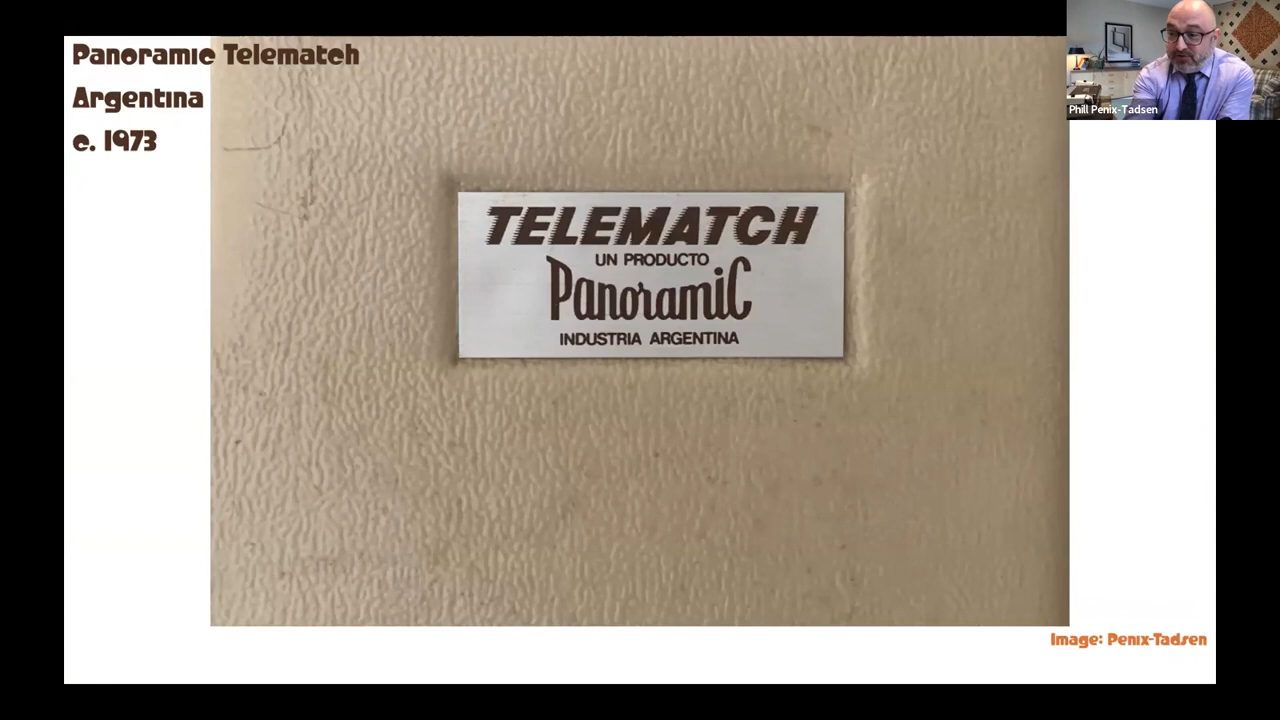 Panoramic Telematch
Argentina
c. 1973
Phill Penix-Tadsen
TELEMATCH
UN PRODUCTO
PanoramiC
INDUSTRIA ARGENTINA
Image: Penix-Tadsen